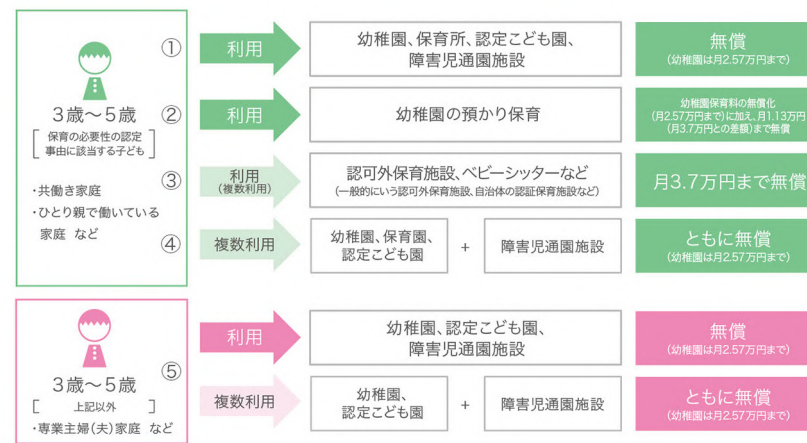 ① 利用 幼稚園、保育所、認定こども園、
障害児通園施設
無償
(幼稚園は月2.57万円まで)
3歳〜5歳
保育の必要性の認定
事由に該当する子ども
・共働き家庭
・ひとり親で働いている
家庭 など
② 利用 幼稚園の預かり保育
幼稚園保育料の無償化
(月2.57万円まで)に加え、月1.13万円
(月3.7万円との差額)まで無償
③ 利用
(複数利用)
認可外保育施設、ベビーシッターなど
(一般的にいう認可外保育施設、自治体の認証保育施設など)
月3.7万円まで無償
④ 複数利用 幼稚園、保育園、
認定こども園
+ 障害児通園施設
ともに無償
(幼稚園は月2.57万円まで)
3歳〜5歳
[ 上記以外 ]
・専業主婦(夫)家庭 など
⑤
利用 幼稚園、認定こども園、
障害児通園施設
無償
(幼稚園は月2.57万円まで)
複数利用 幼稚園、
認定こども園
+ 障害児通園施設
ともに無償
(幼稚園は月2.57万円まで)